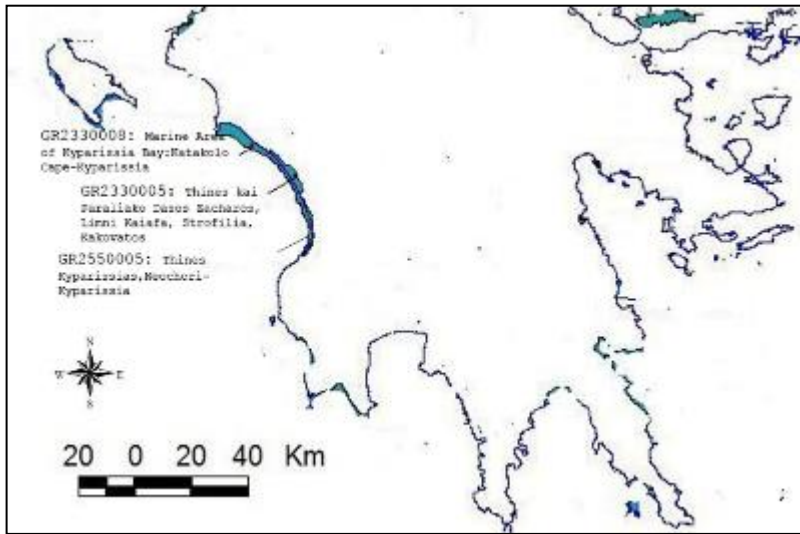 GR2330008: Marine Area
of Kyparissia Bay:Katakolo
Cape-Kyparissia
GR2330005: Thines kai
Paraliako Dasos Zacharos,
Limni Kaiafa, Strofilia,
Kakovatos
GR2550005: Thines
Kyparissias,Neochori-
Kyparissia
N
W E
S
20 0 20 40 Km